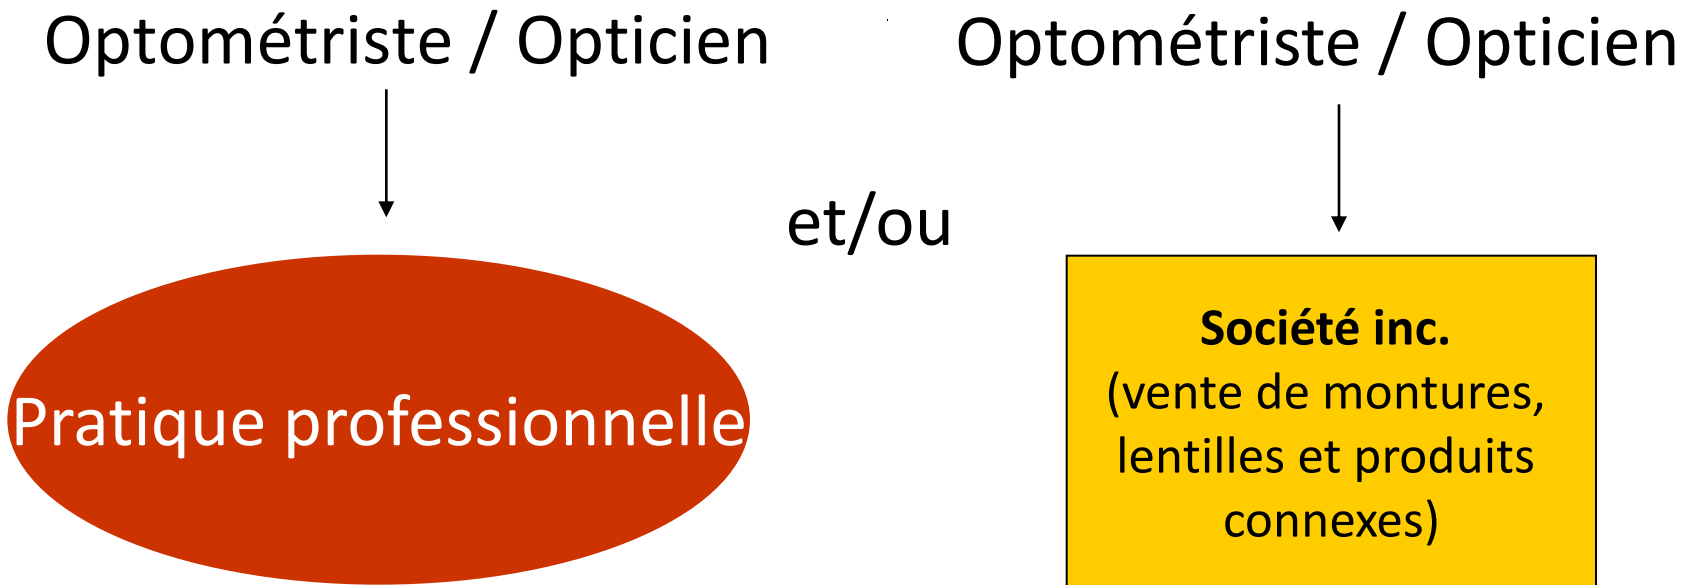 Optométriste / Opticien
Optométriste / Opticien
et/ou
Pratique professionnelle
Société inc.
(vente de montures,
lentilles et produits
connexes)